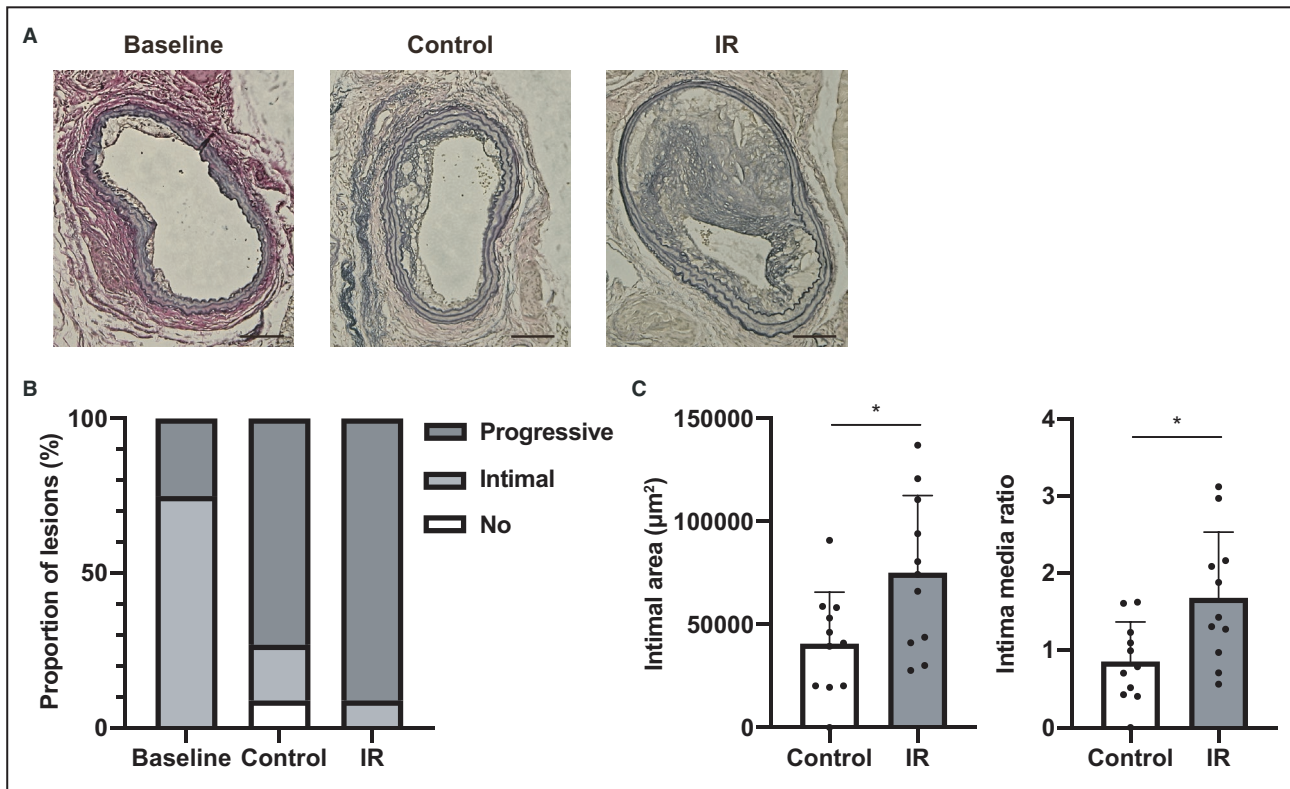 A
Baseline
Control
IR
B
Proportion of lesions (%)
100
50
0
Baseline Control IR
Progressive
Intimal
No
C
Intimal area (µm²)
150000
100000
50000
0
*
Control IR
Intima media ratio
4
3
2
1
0
*
Control IR